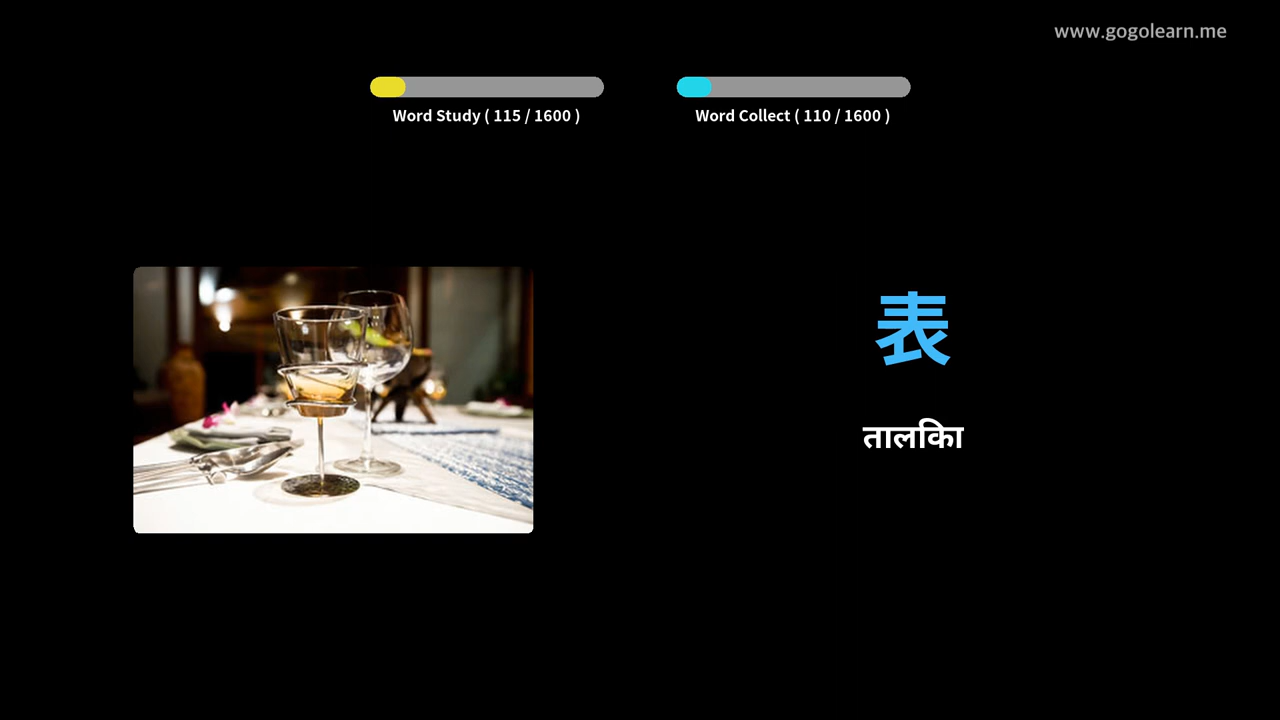 www.gogolearn.me
Word Study ( 115 / 1600 )
Word Collect ( 110 / 1600 )
表
तालिका